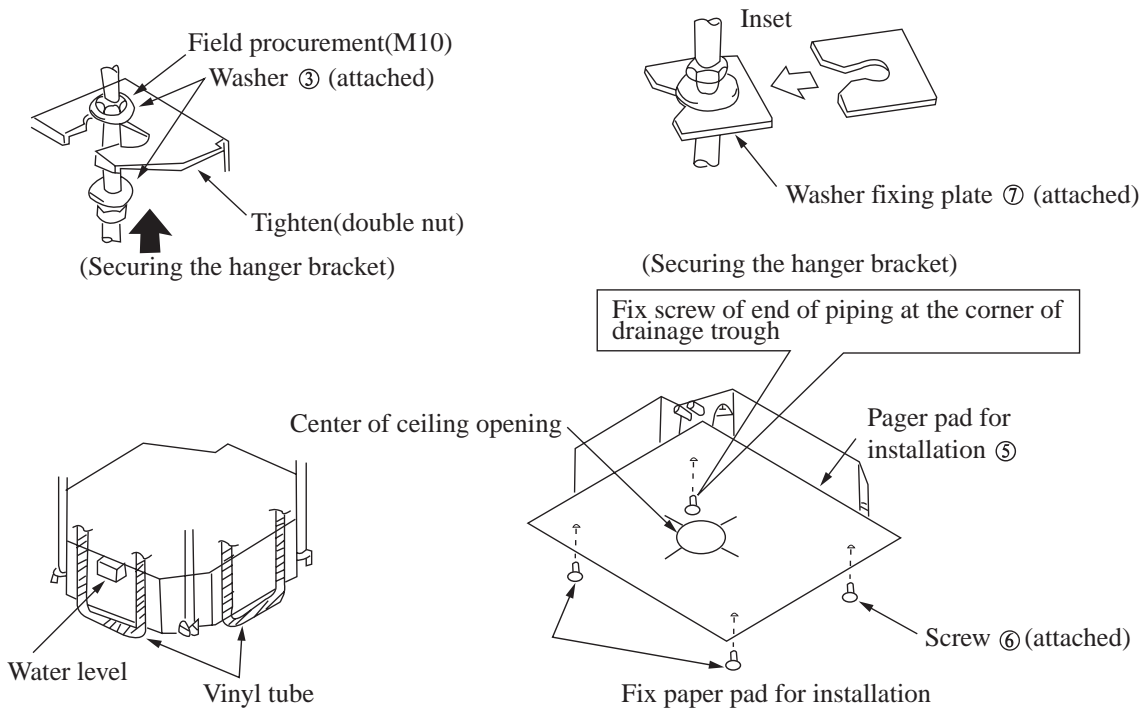 Field procurement(M10)
Washer ③ (attached)
Tighten(double nut)
(Securing the hanger bracket)
Inset
Washer fixing plate ⑦ (attached)
(Securing the hanger bracket)
Fix screw of end of piping at the corner of
drainage trough
Center of ceiling opening
Pager pad for
installation ⑤
Screw ⑥ (attached)
Fix paper pad for installation
Water level
Vinyl tube